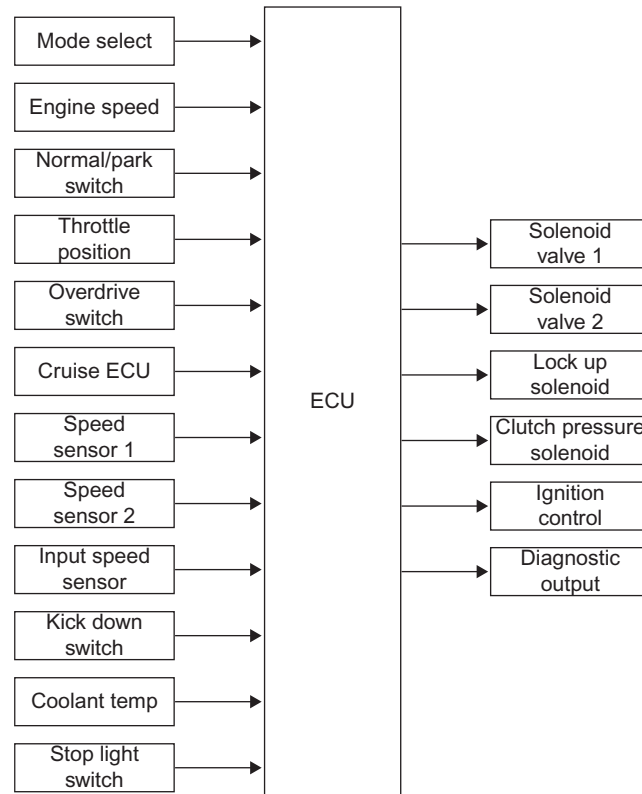 Mode select
Engine speed
Normal/park
switch
Throttle
position
Overdrive
switch
Cruise ECU
Speed
sensor 1
Speed
sensor 2
Input speed
sensor
Kick down
switch
Coolant temp
Stop light
switch
ECU
Solenoid
valve 1
Solenoid
valve 2
Lock up
solenoid
Clutch pressure
solenoid
Ignition
control
Diagnostic
output